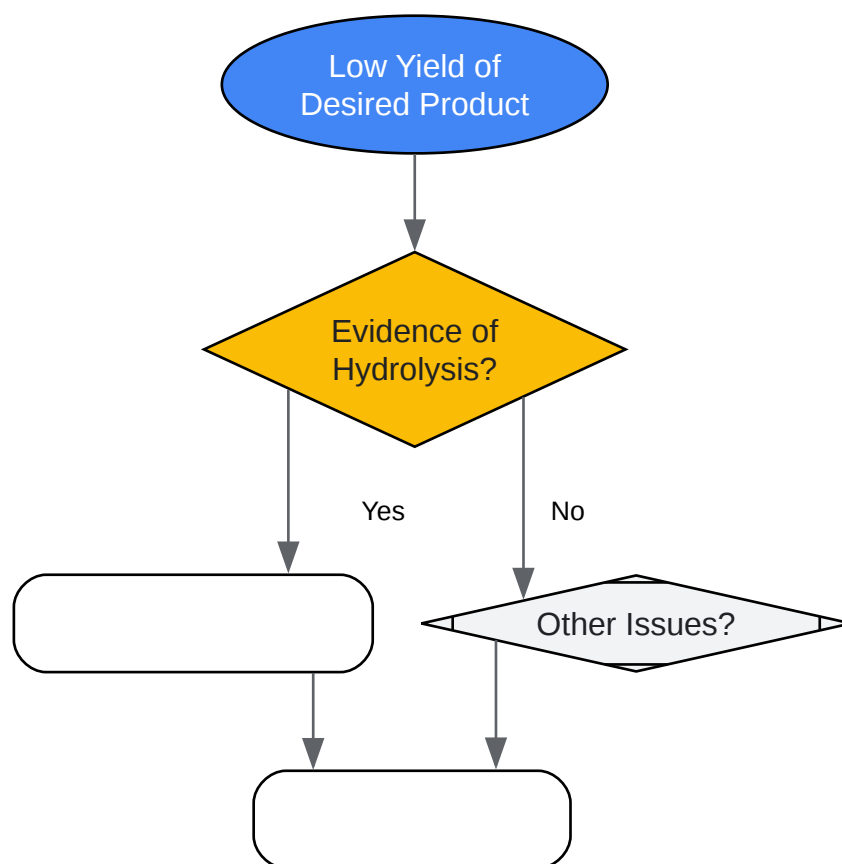 Low Yield of
Desired Product
Evidence of
Hydrolysis?
Yes
No
Other Issues?